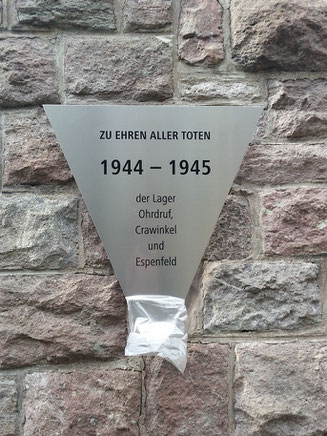 ZU EHREN ALLER TOTEN
1944 – 1945
der Lager
Ohrdruf,
Crawinkel
und
Espenfeld